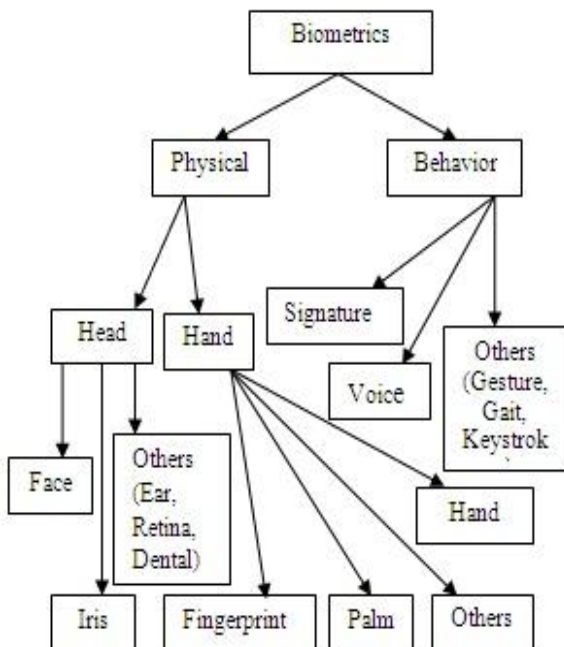 Biometrics
Physical
Behavior
Head
Hand
Signature
Voice
Others
(Gesture,
Gait,
Keystrok
Face
Others
(Ear,
Retina,
Dental)
Hand
Iris
Fingerprint
Palm
Others